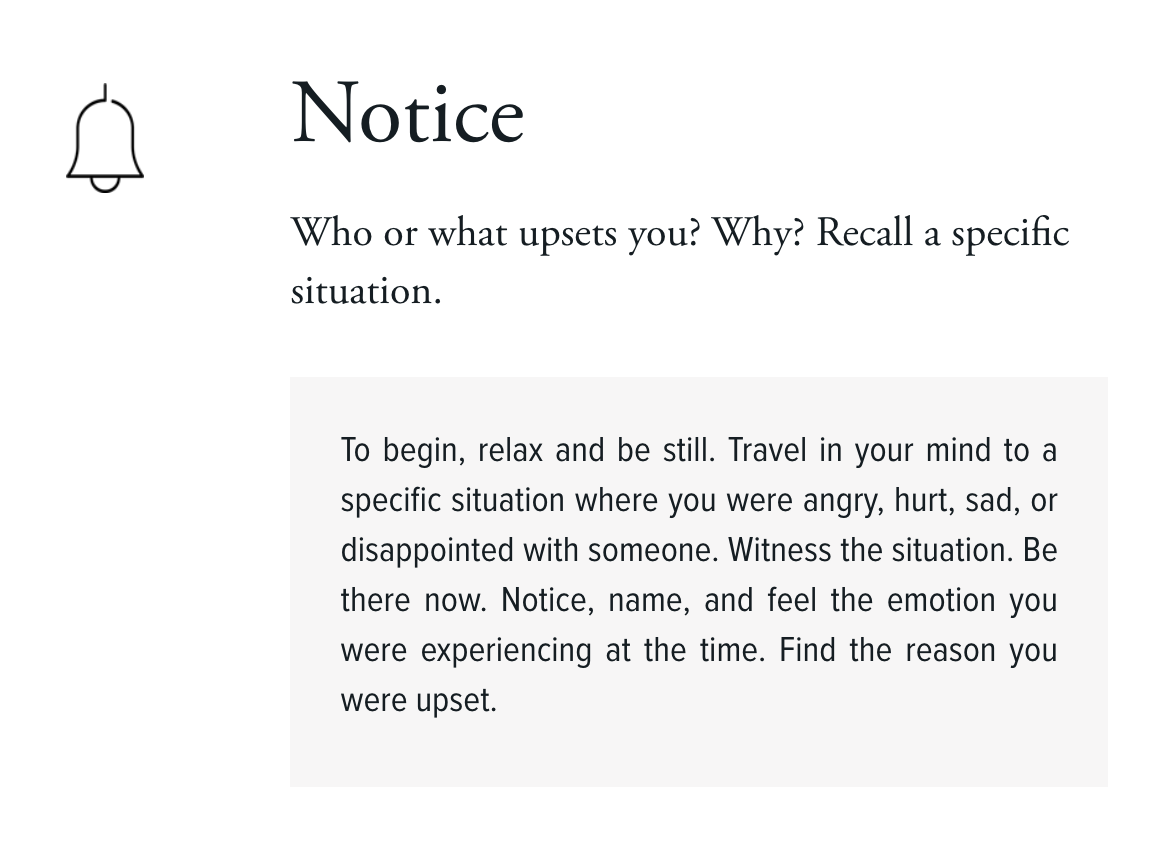 Notice
Who or what upsets you? Why? Recall a specific
situation.
To begin, relax and be still. Travel in your mind to a
specific situation where you were angry, hurt, sad, or
disappointed with someone. Witness the situation. Be
there now. Notice, name, and feel the emotion you
were experiencing at the time. Find the reason you
were upset.